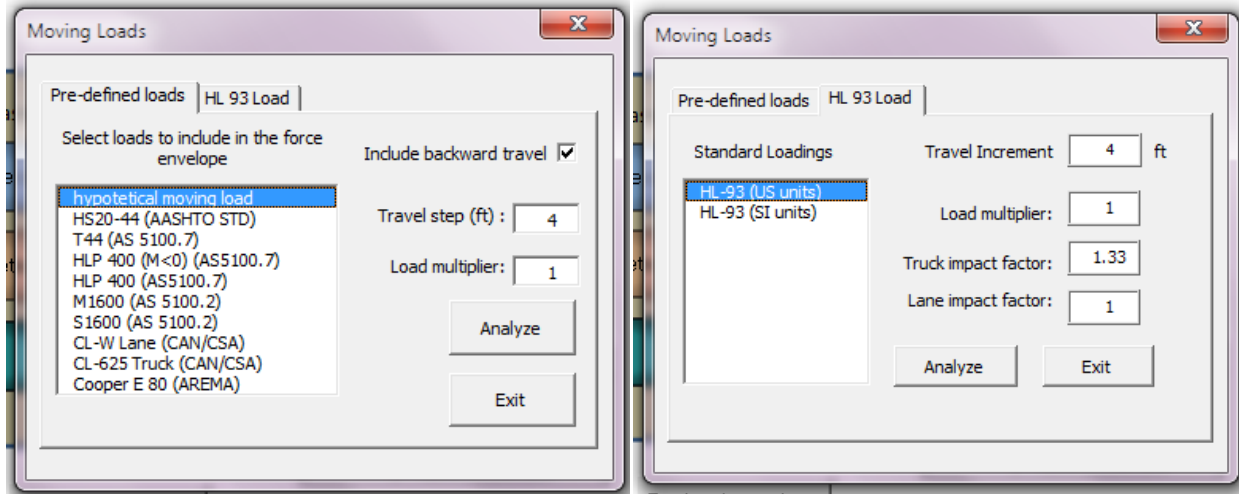 Moving Loads
X
Pre-defined loads
HL 93 Load
Select loads to include in the force
envelope
hypotetical moving load
HS20-44 (AASHTO STD)
T44 (AS 5100.7)
HLP 400 (M<0) (AS5100.7)
HLP 400 (AS5100.7)
M1600 (AS 5100.2)
S1600 (AS 5100.2)
CL-W Lane (CAN/CSA)
CL-625 Truck (CAN/CSA)
Cooper E 80 (AREMA)
Include backward travel
Travel step (ft) : 4
Load multiplier: 1
Analyze
Exit
Moving Loads
X
Pre-defined loads
HL 93 Load
Standard Loadings
HL-93 (US units)
HL-93 (SI units)
Travel Increment 4 ft
Load multiplier: 1
Truck impact factor: 1.33
Lane impact factor: 1
Analyze
Exit